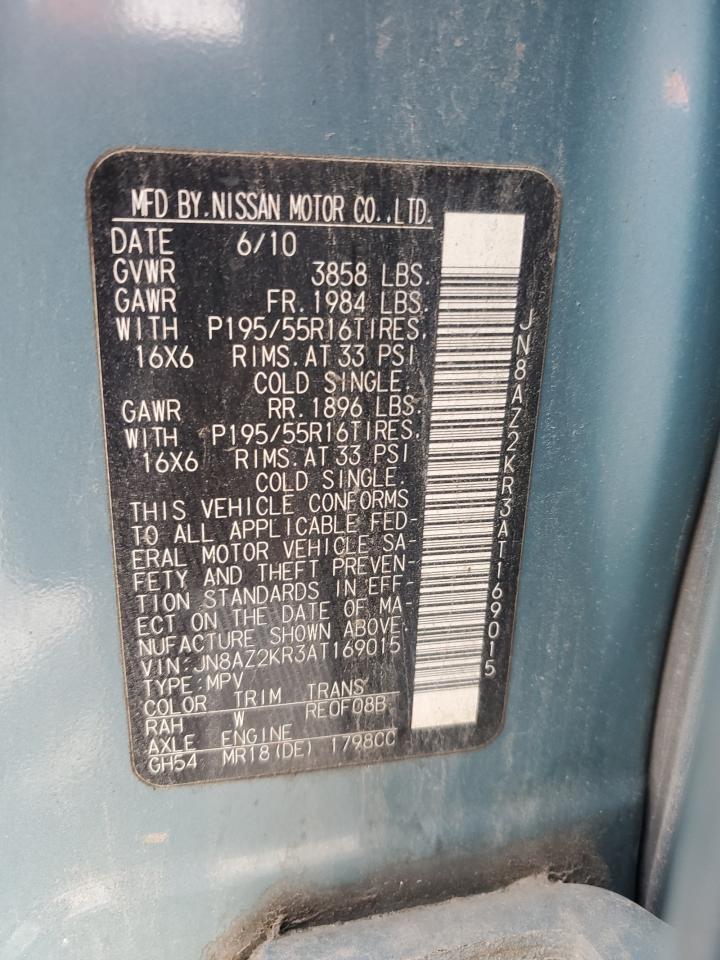 MFD BY.NISSAN MOTOR CO.,LTD.
DATE 6/10
GVWR 3858 LBS.
GAWR FR.1984 LBS.
WITH P195/55R16TIRES,
16X6 RIMS.AT 33 PSI
COLD SINGLE.
GAWR RR.1896 LBS.
WITH P195/55R16TIRES.
16X6 RIMS.AT 33 PSI
COLD SINGLE.
THIS VEHICLE CONFORMS
TO ALL APPLICABLE FED-
ERAL MOTOR VEHICLE SA-
FETY AND THEFT PREVEN-
TION STANDARDS IN EFF-
ECT ON THE DATE OF MA-
NUFACTURE SHOWN ABOVE.
VIN:JN8AZ2KR3AT169015
TYPE:MPV
COLOR TRIM TRANS
RAH W RE0F08B
AXLE ENGINE
GH54 MR18(DE) 1798CC
JN8AZ2KR3AT169015